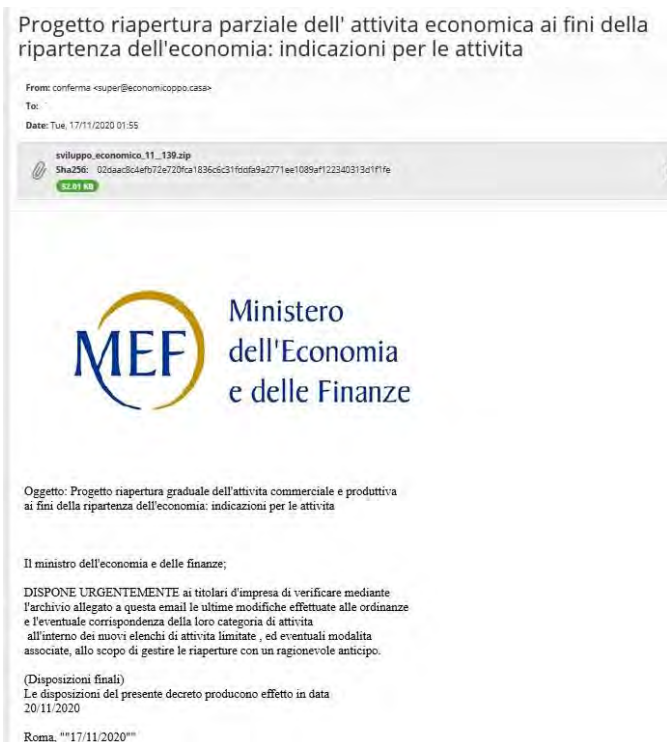 Progetto riapertura parziale dell' attivita economica ai fini della
ripartenza dell'economia: indicazioni per le attivita
From: conferma <super@economicoppo.casa>
To:
Date: Tue, 17/11/2020 01:55
sviluppo_economico_11_139.zip
Sha256: 02daac8c4efb72e720fca1836c6c31fddfa9a2771ee1089af122340313d1f1fe
52.01 KB
MEF
Ministero
dell'Economia
e delle Finanze
Oggetto: Progetto riapertura graduale dell'attivita commerciale e produttiva
ai fini della ripartenza dell'economia: indicazioni per le attivita
Il ministro dell'economia e delle finanze;
DISPONE URGENTEMENTE ai titolari d'impresa di verificare mediante
l'archivio allegato a questa email le ultime modifiche effettuate alle ordinanze
e l'eventuale corrispondenza della loro categoria di attivita
all'interno dei nuovi elenchi di attivita limitate , ed eventuali modalita
associate, allo scopo di gestire le riaperture con un ragionevole anticipo.
(Disposizioni finali)
Le disposizioni del presente decreto producono effetto in data
20/11/2020
Roma, ""17/11/2020""